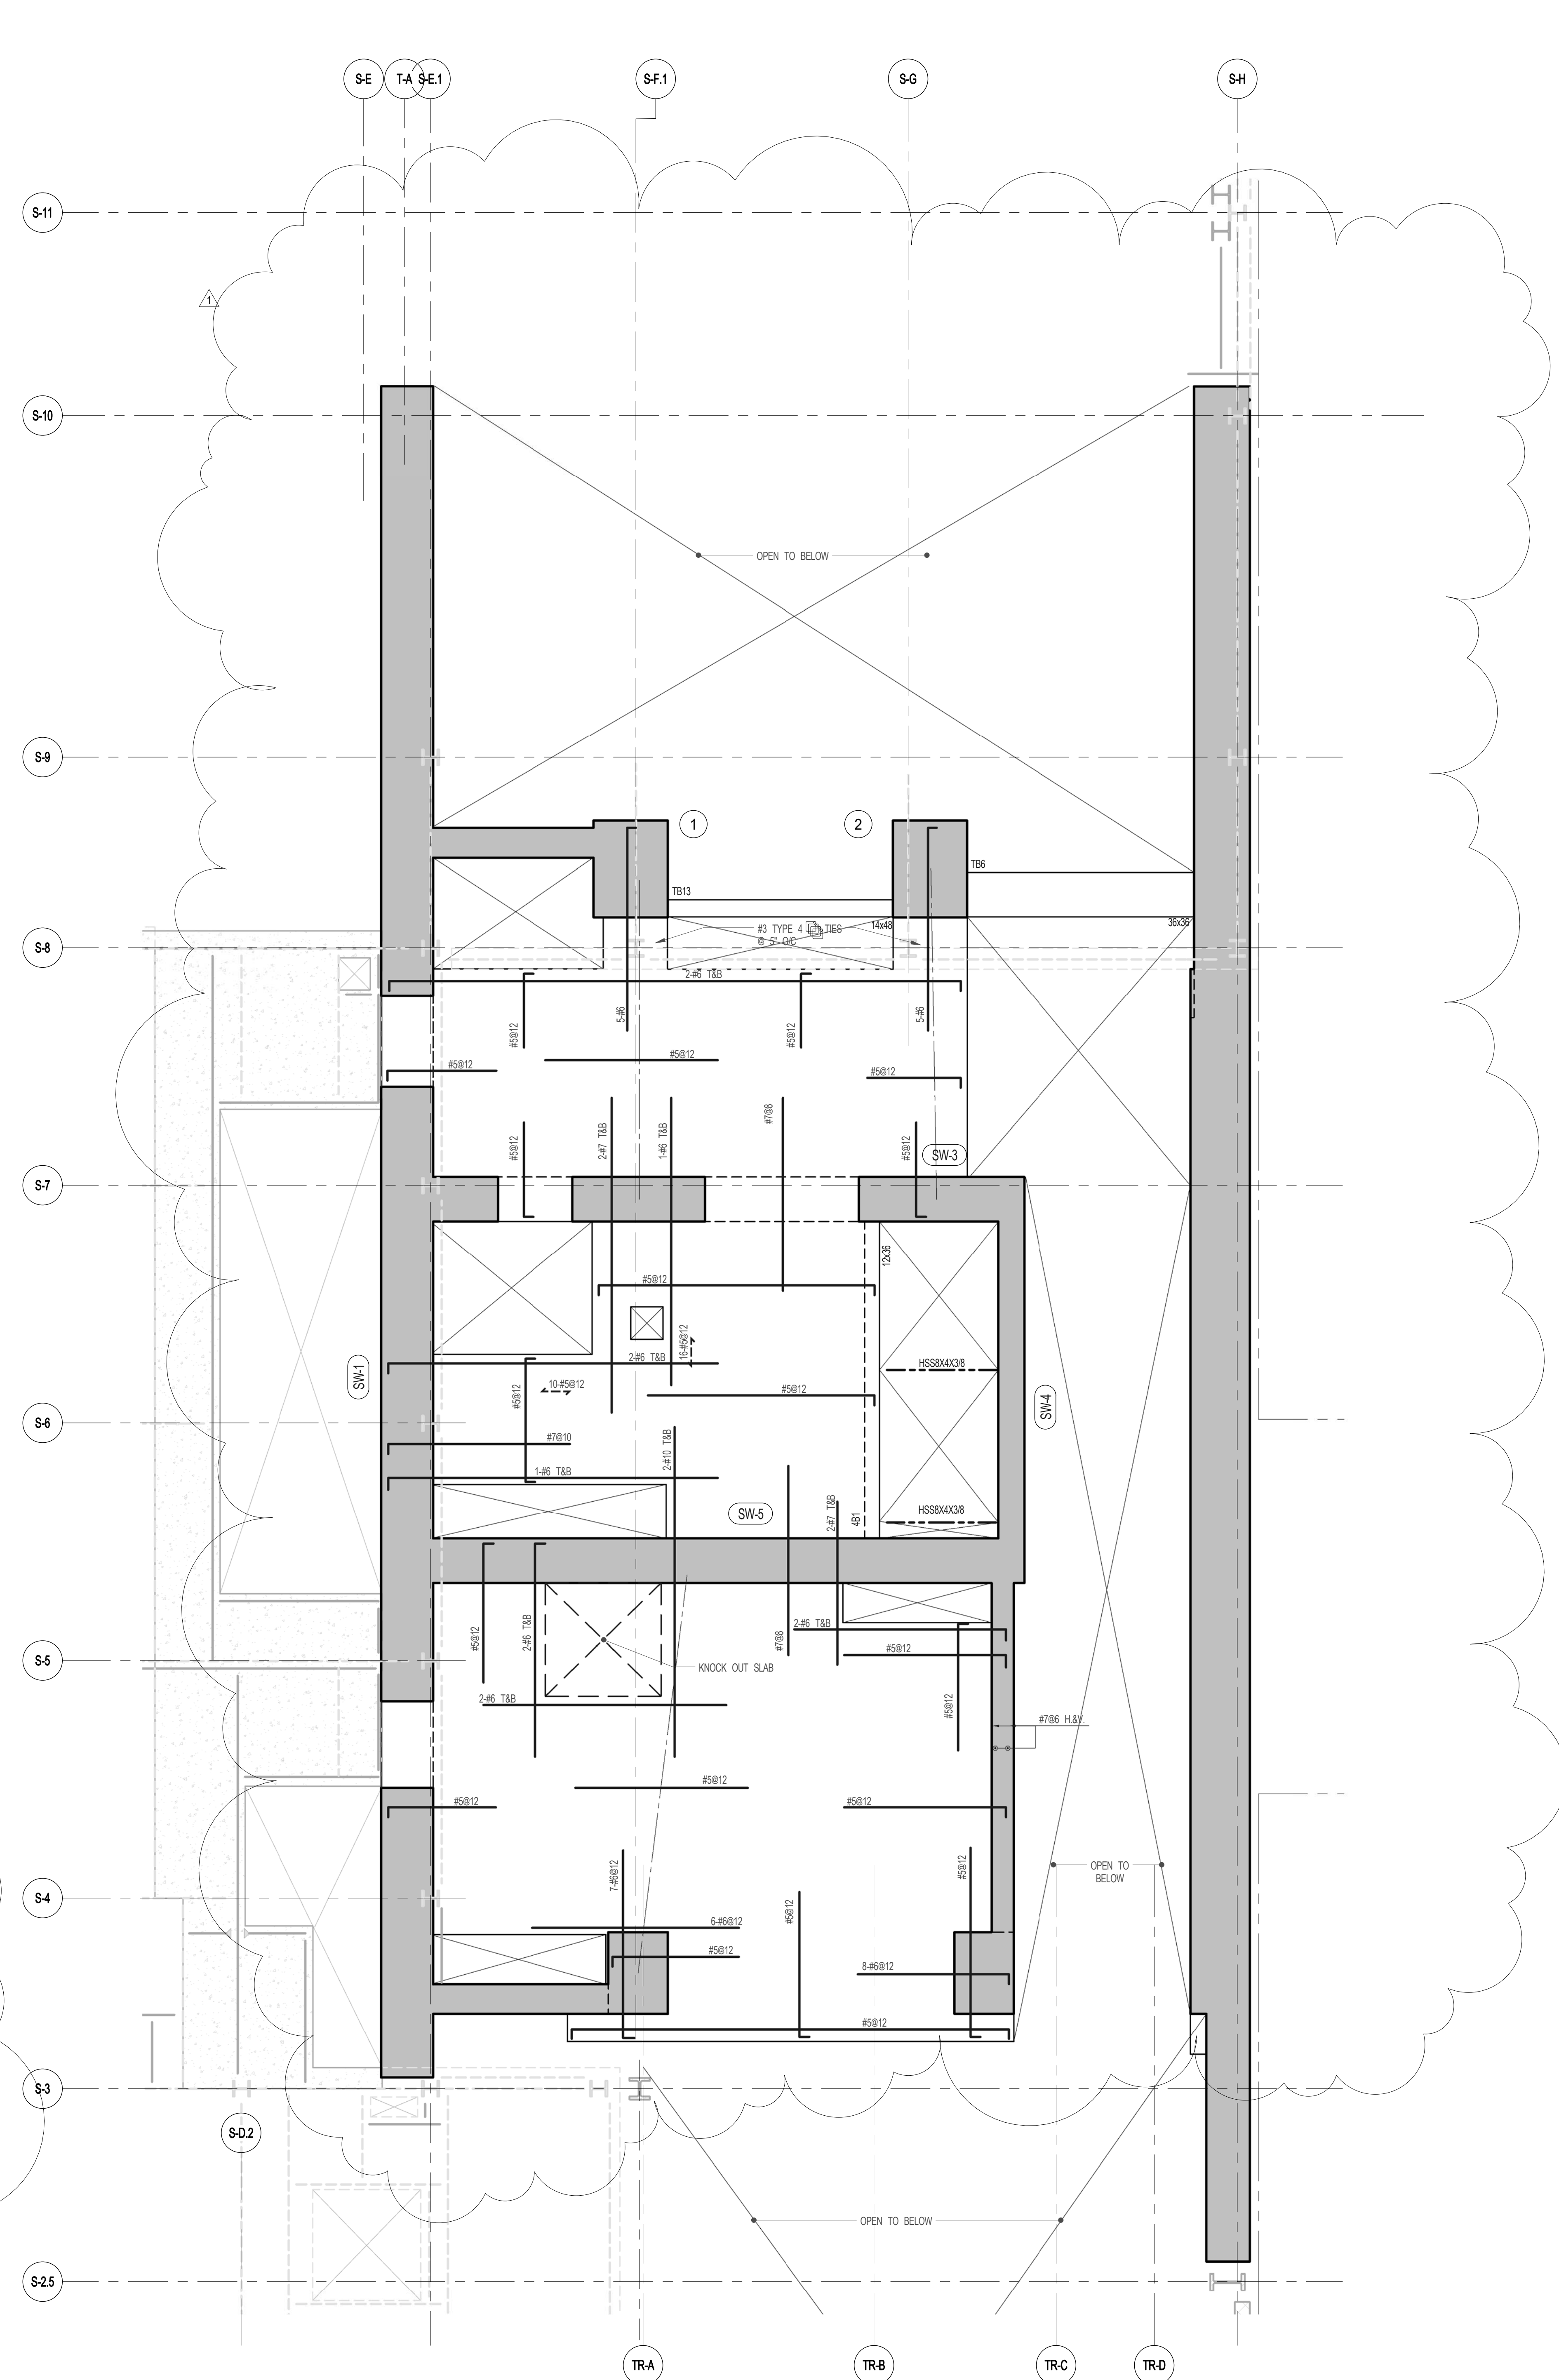 S-E
T-A
S-E.1
S-F.1
S-G
S-H
S-11
1
S-10
OPEN TO BELOW
S-9
1
2
TB6
TB13
14x48
36x36
#3 TYPE 4 TIES
@ 5" O/C
S-8
2-#6 T&B
5-#6
5-#6
#5@12
#5@12
#5@12
#5@12
#5@12
#7@8
2-#7 T&B
1-#6 T&B
#5@12
#5@12
SW-3
S-7
12x36
#5@12
16-#5@12
2-#6 T&B
HSS8X4X3/8
SW-1
10-#5@12
#5@12
#5@12
SW-4
S-6
#7@10
2-#10 T&B
1-#6 T&B
SW-5
2-#7 T&B
4B1
HSS8X4X3/8
#5@12
2-#6 T&B
#7@8
2-#6 T&B
#5@12
S-5
KNOCK OUT SLAB
2-#6 T&B
#5@12
#7@6 H.&V.
#5@12
#5@12
#5@12
7-#6@12
#5@12
OPEN TO
BELOW
S-4
#5@12
6-#6@12
#5@12
8-#6@12
#5@12
S-3
S-D.2
OPEN TO BELOW
S-2.5
TR-A
TR-B
TR-C
TR-D